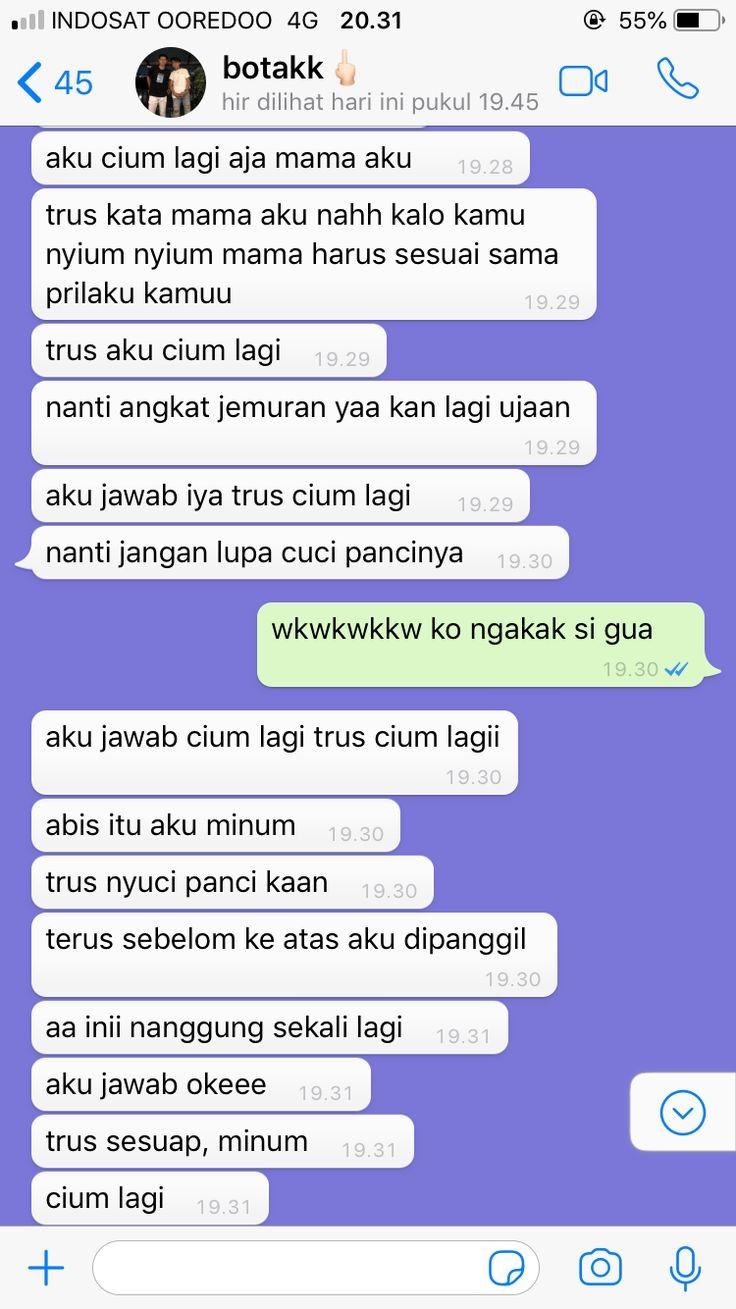 INDOSAT OOREDOO 4G 20.31 55%
45
botakk 🖕🏻
hir dilihat hari ini pukul 19.45
aku cium lagi aja mama aku 19.28
trus kata mama aku nahh kalo kamu
nyium nyium mama harus sesuai sama
prilaku kamuu 19.29
trus aku cium lagi 19.29
nanti angkat jemuran yaa kan lagi ujaan
19.29
aku jawab iya trus cium lagi 19.29
nanti jangan lupa cuci pancinya 19.30
wkwkwkkw ko ngakak si gua
19.30
aku jawab cium lagi trus cium lagii
19.30
abis itu aku minum 19.30
trus nyuci panci kaan 19.30
terus sebelom ke atas aku dipanggil
19.30
aa inii nanggung sekali lagi 19.31
aku jawab okeee 19.31
trus sesuap, minum 19.31
cium lagi 19.31